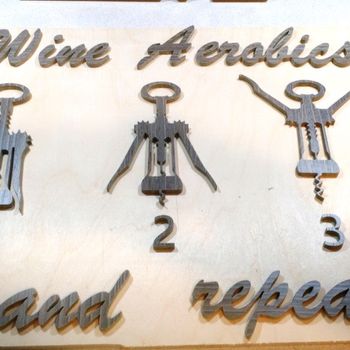 Wine Aerobics
2 3
and repea